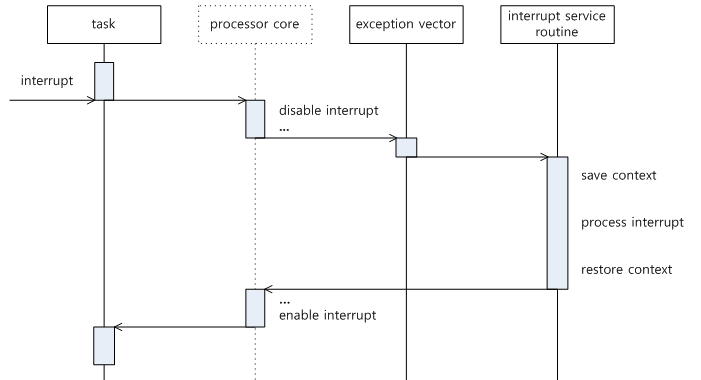 task
processor core
exception vector
interrupt service
routine
interrupt
disable interrupt
...
save context
process interrupt
restore context
...
enable interrupt